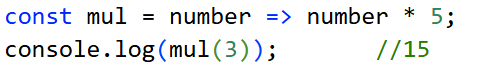 const mul = number => number * 5;
console.log(mul(3));        //15